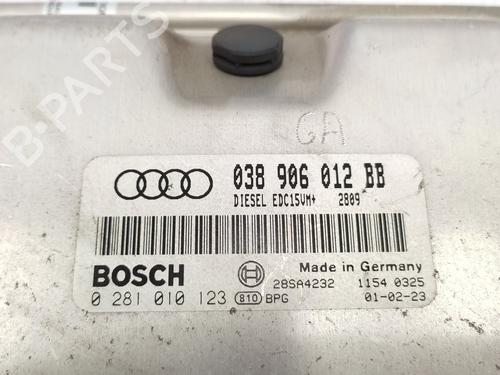 GA
038 906 012 BB
DIESEL EDC15VM+ 2809
BOSCH
Made in Germany
28SA4232 1154 0325
0 281 010 123 810 BPG 01-02-23
B-PARTS